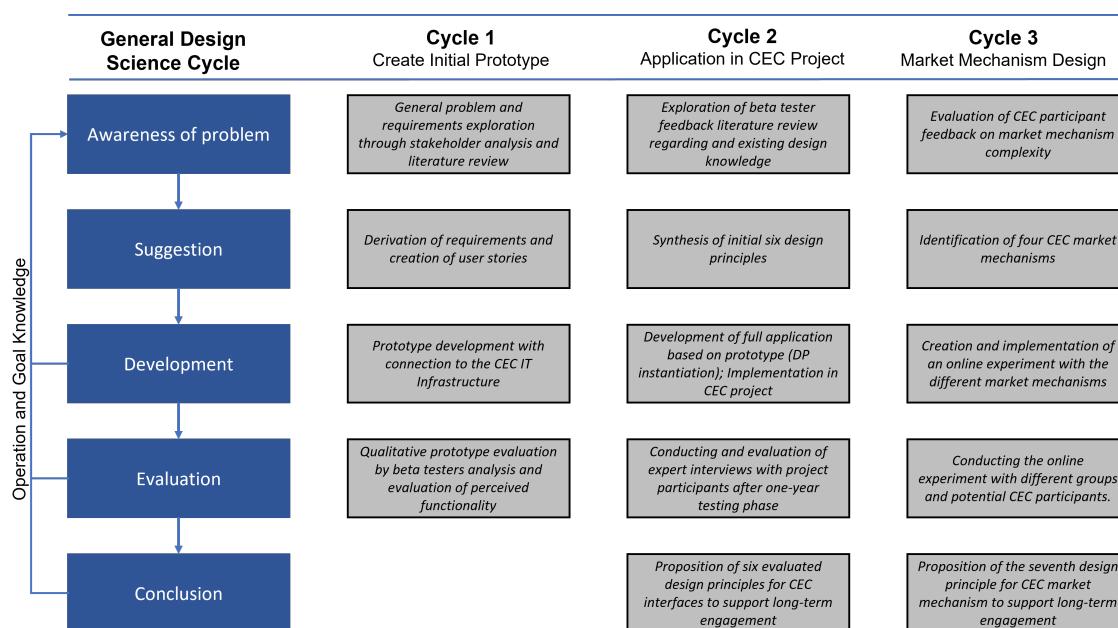 General Design
Science Cycle
Cycle 1
Create Initial Prototype
Cycle 2
Application in CEC Project
Cycle 3
Market Mechanism Design
Operation and Goal Knowledge
Awareness of problem
General problem and
requirements exploration
through stakeholder analysis and
literature review
Exploration of beta tester
feedback literature review
regarding and existing design
knowledge
Evaluation of CEC participant
feedback on market mechanism
complexity
Suggestion
Derivation of requirements and
creation of user stories
Synthesis of initial six design
principles
Identification of four CEC market
mechanisms
Development
Prototype development with
connection to the CEC IT
Infrastructure
Development of full application
based on prototype (DP
instantiation); Implementation in
CEC project
Creation and implementation of
an online experiment with the
different market mechanisms
Evaluation
Qualitative prototype evaluation
by beta testers analysis and
evaluation of perceived
functionality
Conducting and evaluation of
expert interviews with project
participants after one-year
testing phase
Conducting the online
experiment with different groups
and potential CEC participants.
Conclusion
Proposition of six evaluated
design principles for CEC
interfaces to support long-term
engagement
Proposition of the seventh design
principle for CEC market
mechanism to support long-term
engagement